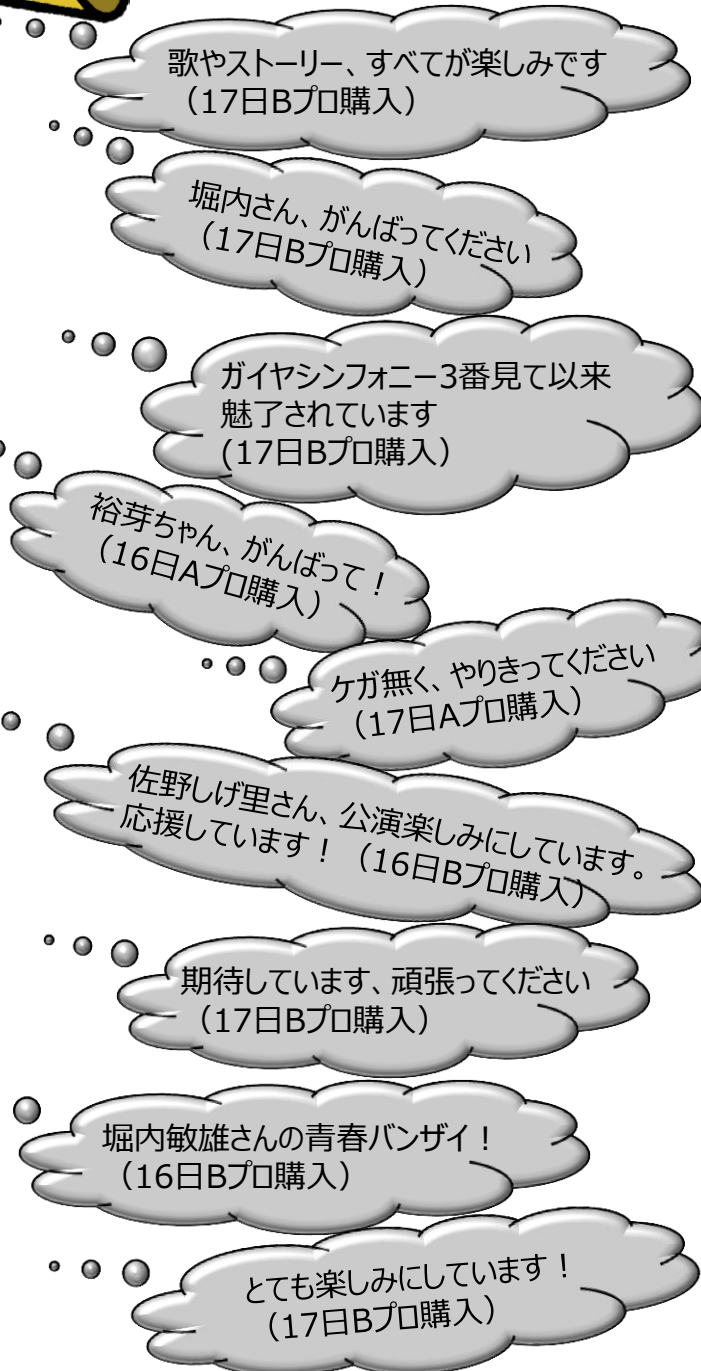 歌やストーリー、すべてが楽しみです
（17日Bプロ購入）
堀内さん、がんばってください
（17日Bプロ購入）
ガイヤシンフォニー3番見て以来
魅了されています
(17日Bプロ購入）
裕芽ちゃん、がんばって！
（16日Aプロ購入）
ケガ無く、やりきってください
（17日Aプロ購入）
佐野しげ里さん、公演楽しみにしています。
応援しています！（16日Bプロ購入）
期待しています、頑張ってください
（17日Bプロ購入）
堀内敏雄さんの青春バンザイ！
（16日Bプロ購入）
とても楽しみにしています！
（17日Bプロ購入）